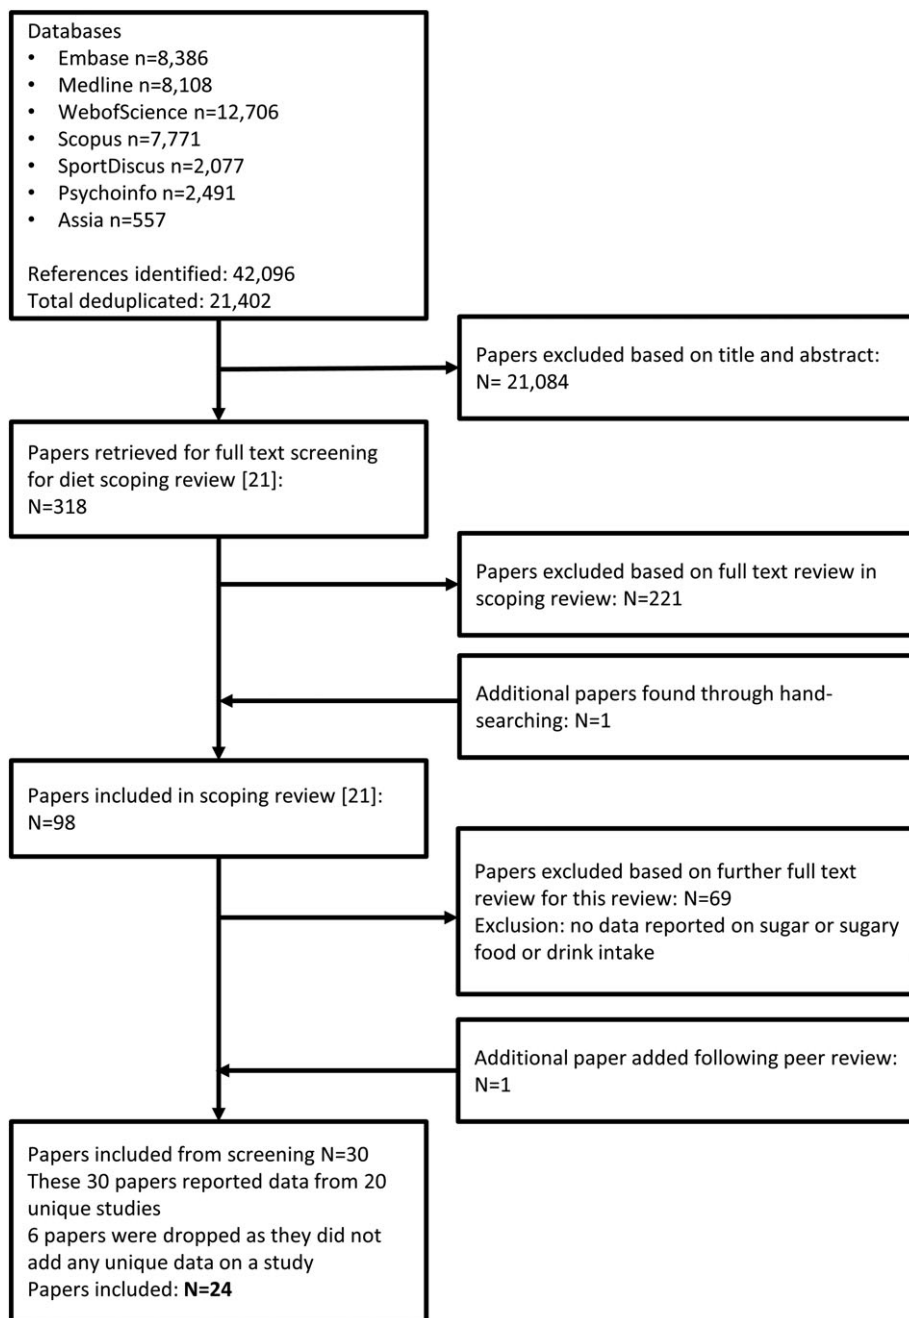 Databases
• Embase n=8,386
• Medline n=8,108
• WebofScience n=12,706
• Scopus n=7,771
• SportDiscus n=2,077
• Psychoinfo n=2,491
• Assia n=557
References identified: 42,096
Total deduplicated: 21,402
Papers excluded based on title and abstract:
N= 21,084
Papers retrieved for full text screening
for diet scoping review [21]:
N=318
Papers excluded based on full text review in
scoping review: N=221
Additional papers found through hand-
searching: N=1
Papers included in scoping review [21]:
N=98
Papers excluded based on further full text
review for this review: N=69
Exclusion: no data reported on sugar or sugary
food or drink intake
Additional paper added following peer review:
N=1
Papers included from screening N=30
These 30 papers reported data from 20
unique studies
6 papers were dropped as they did not
add any unique data on a study
Papers included: N=24